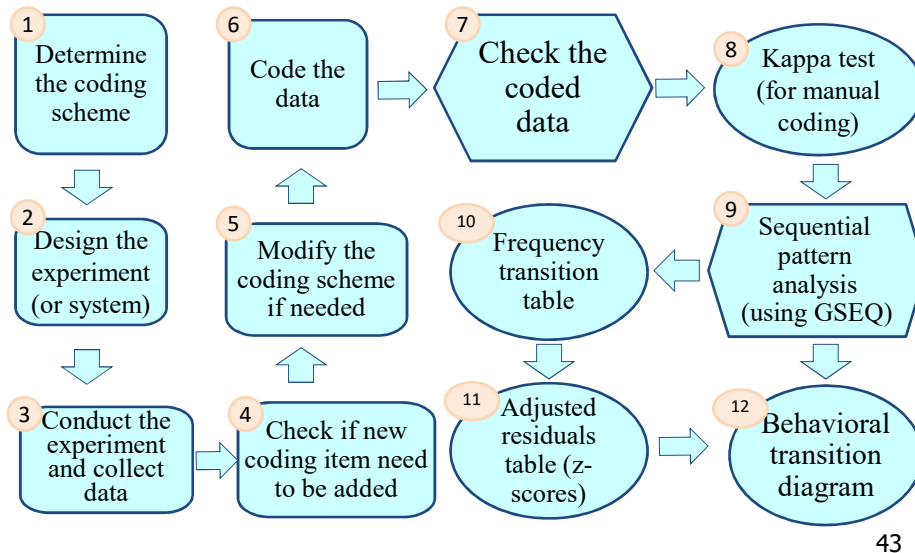 1
Determine
the coding
scheme
2
Design the
experiment
(or system)
3
Conduct the
experiment
and collect
data
4
Check if new
coding item need
to be added
5
Modify the
coding scheme
if needed
6
Code the
data
7
Check the
coded
data
8
Kappa test
(for manual
coding)
9
Sequential
pattern
analysis
(using GSEQ)
10
Frequency
transition
table
11
Adjusted
residuals
table (z-
scores)
12
Behavioral
transition
diagram
43